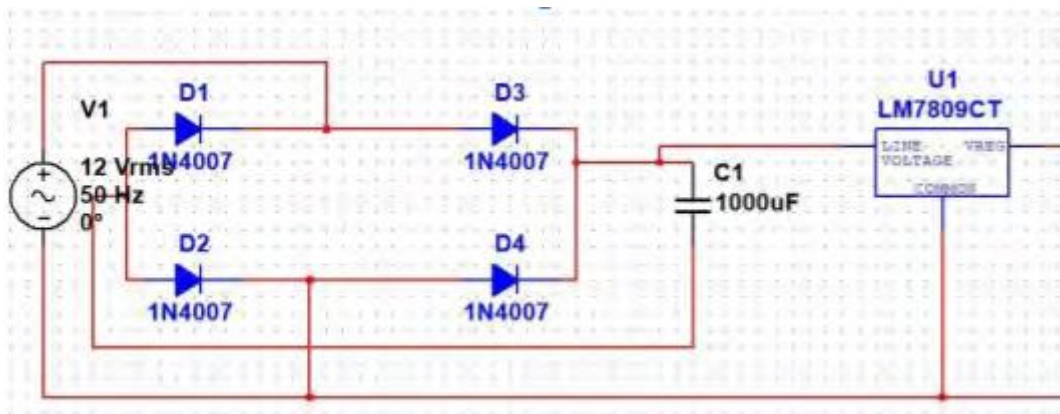 V1
12 Vrms
50 Hz
0°
D1
1N4007
D3
1N4007
D2
1N4007
D4
1N4007
C1
1000uF
U1
LM7809CT
LINE VREG
VOLTAGE
COMMON